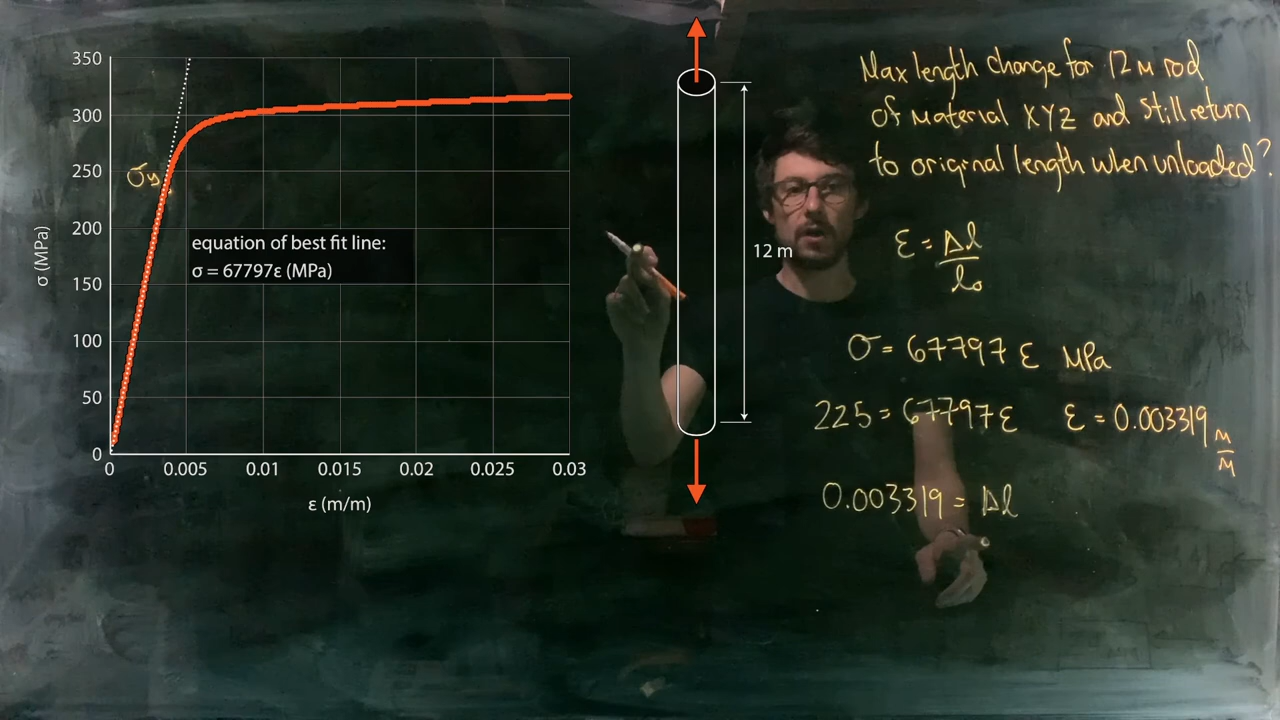 350
300
250
200
150
100
50
0
σ (MPa)
σy
equation of best fit line:
σ = 67797ε (MPa)
0 0.005 0.01 0.015 0.02 0.025 0.03
ε (m/m)
12 m
Max length change for 12m rod
of material XYZ and still return
to original length when unloaded?
ε = Δl/l₀
σ = 67797 ε MPa
225 = 67797 ε ε = 0.003319 m/m
0.003319 = Δl